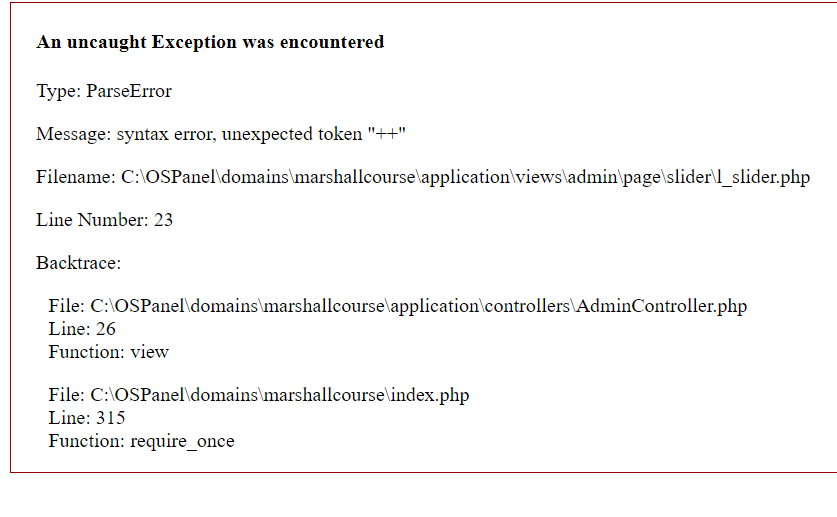 An uncaught Exception was encountered
Type: ParseError
Message: syntax error, unexpected token "++"
Filename: C:\OSPanel\domains\marshallcourse\application\views\admin\page\slider\l_slider.php
Line Number: 23
Backtrace:
File: C:\OSPanel\domains\marshallcourse\application\controllers\AdminController.php
Line: 26
Function: view
File: C:\OSPanel\domains\marshallcourse\index.php
Line: 315
Function: require_once